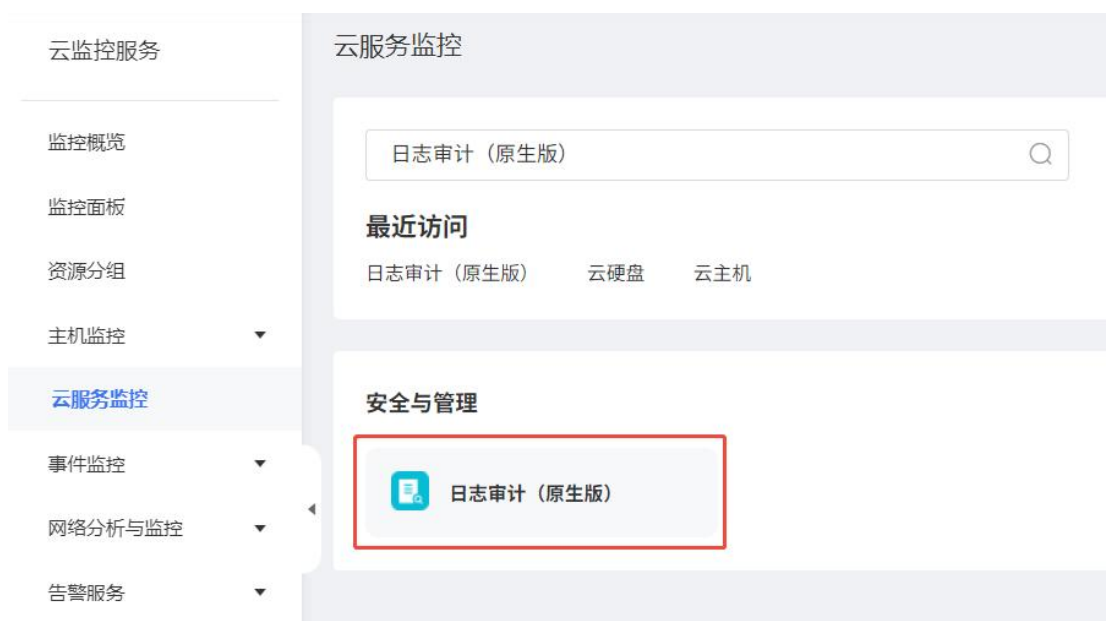 云监控服务
监控概览
监控面板
资源分组
主机监控
云服务监控
事件监控
网络分析与监控
告警服务
云服务监控
日志审计（原生版）
最近访问
日志审计（原生版） 云硬盘 云主机
安全与管理
日志审计（原生版）